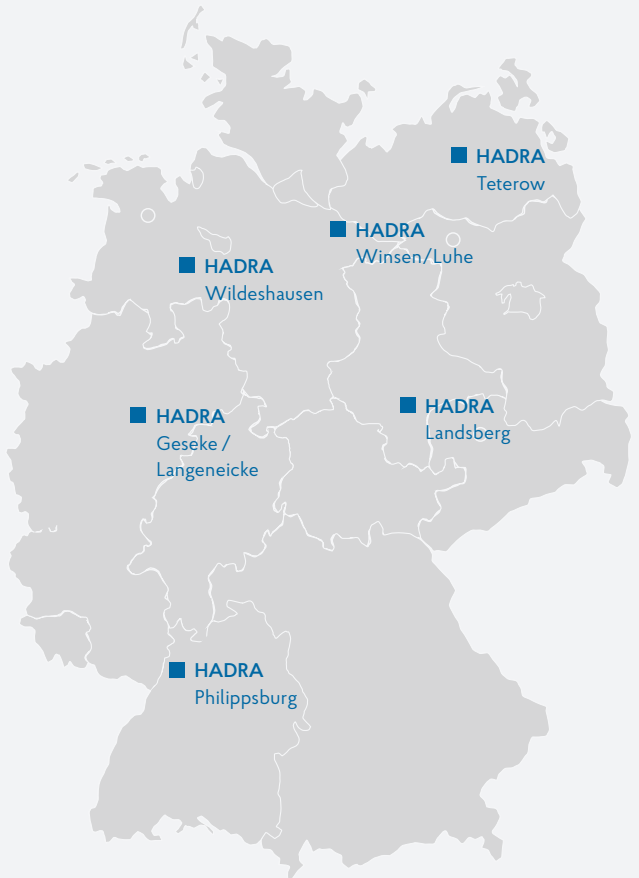 HADRA
Teterow
HADRA
Winsen/Luhe
HADRA
Wildeshausen
HADRA
Landsberg
HADRA
Geseke /
Langeneicke
HADRA
Philippsburg